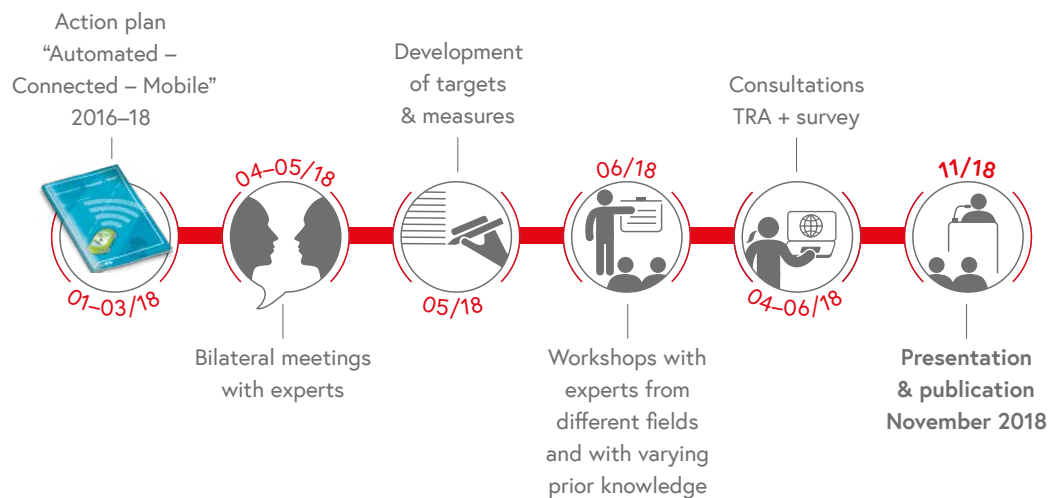 Action plan
“Automated –
Connected – Mobile”
2016–18
01–03/18
04–05/18
Bilateral meetings
with experts
Development
of targets
& measures
05/18
06/18
Workshops with
experts from
different fields
and with varying
prior knowledge
Consultations
TRA + survey
04–06/18
11/18
Presentation
& publication
November 2018